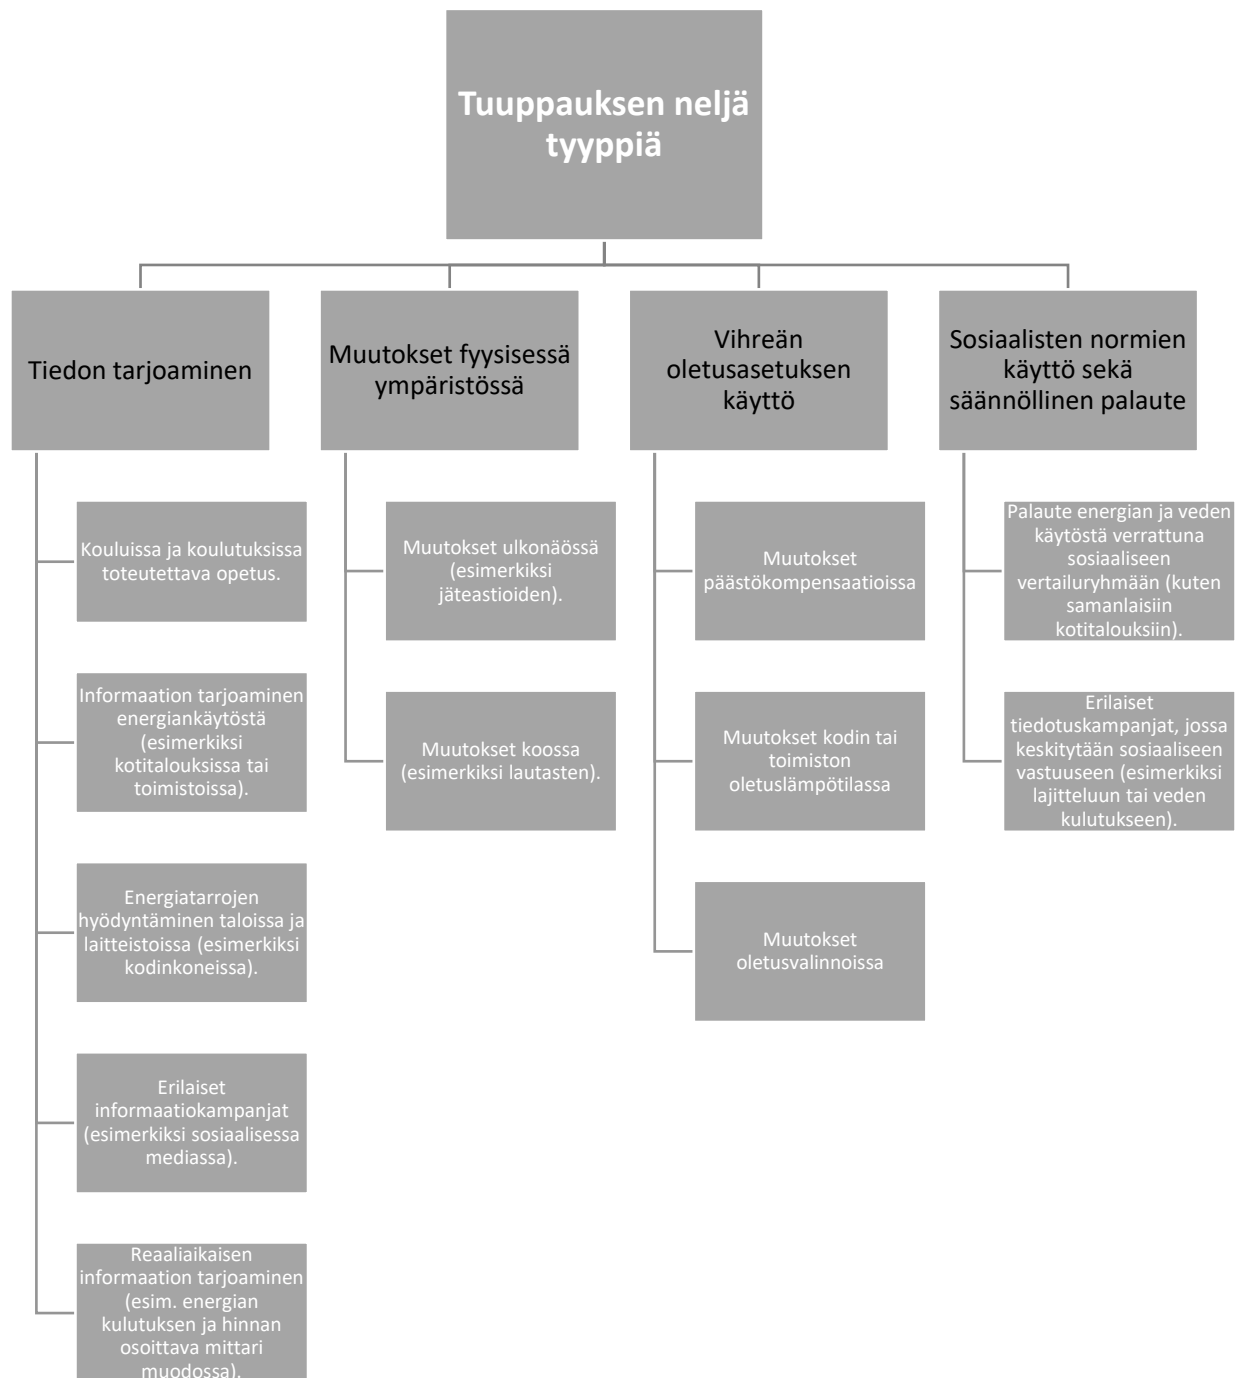 Tuuppauksen neljä
tyyppiä
Tiedon tarjoaminen
Kouluissa ja koulutuksissa
toteutettava opetus.
Informaation tarjoaminen
energiankäytöstä
(esimerkiksi
kotitalouksissa tai
toimistoissa).
Energiatarrojen
hyödyntäminen taloissa ja
laitteistoissa (esimerkiksi
kodinkoneissa).
Erilaiset
informaatiokampanjat
(esimerkiksi sosiaalisessa
mediassa).
Reaaliaikaisen
informaation tarjoaminen
(esim. energian
kulutuksen ja hinnan
osoittava mittari
muodossa).
Muutokset fyysisessä
ympäristössä
Muutokset ulkonäössä
(esimerkiksi
jäteastioiden).
Muutokset koossa
(esimerkiksi lautasten).
Vihreän
oletusasetuksen
käyttö
Muutokset
päästökompensaatioissa
Muutokset kodin tai
toimiston
oletuslämpötilassa
Muutokset
oletusvalinnoissa
Sosiaalisten normien
käyttö sekä
säännöllinen palaute
Palaute energian ja veden
käytöstä verrattuna
sosiaaliseen
vertailuryhmään (kuten
samanlaisiin
kotitalouksiin).
Erilaiset
tiedotuskampanjat, jossa
keskitytään sosiaaliseen
vastuuseen (esimerkiksi
lajitteluun tai veden
kulutukseen).